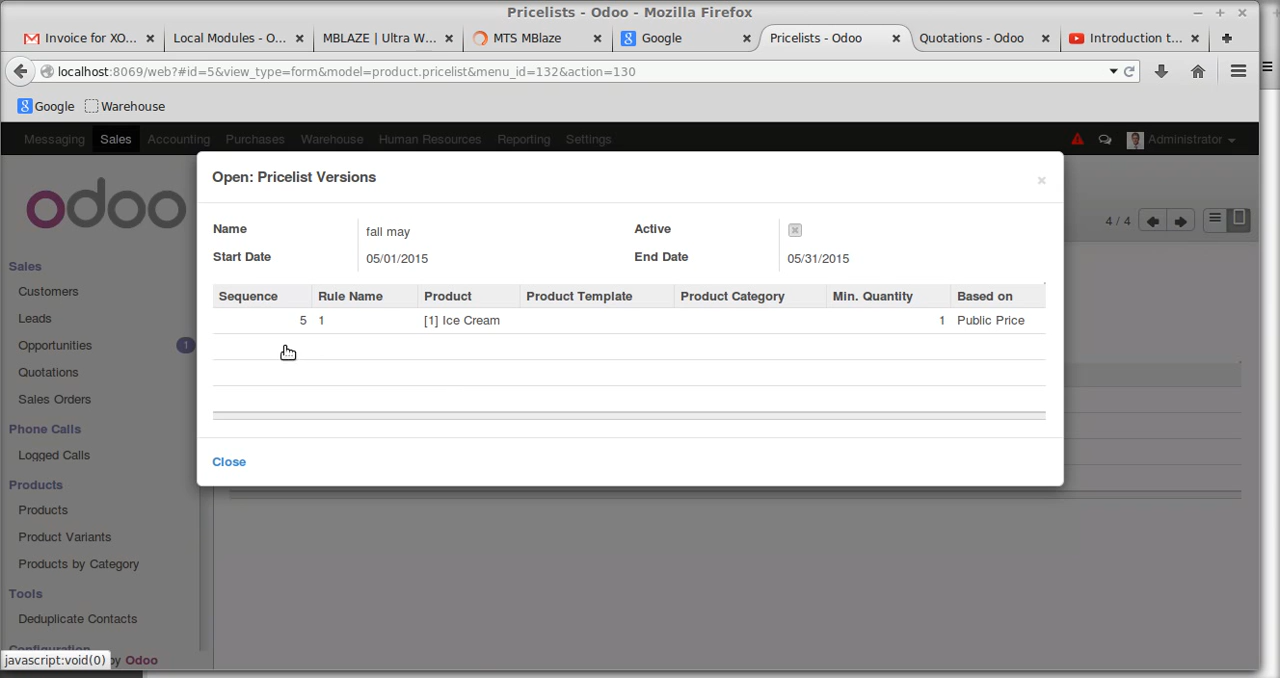 Pricelists - Odoo - Mozilla Firefox
Invoice for XO...
Local Modules - O...
MBLAZE | Ultra W...
MTS MBlaze
Google
Pricelists - Odoo
Quotations - Odoo
Introduction t...
localhost:8069/web?#id=5&view_type=form&model=product.pricelist&menu_id=132&action=130
Google
Warehouse
Messaging Sales Accounting Purchases Warehouse Human Resources Reporting Settings
Administrator
odoo
Open: Pricelist Versions
4 / 4
Name fall may Active
Start Date 05/01/2015 End Date 05/31/2015
Sequence Rule Name Product Product Template Product Category Min. Quantity Based on
5 1 [1] Ice Cream 1 Public Price
Close
Sales
Customers
Leads
Opportunities 1
Quotations
Sales Orders
Phone Calls
Logged Calls
Products
Products
Product Variants
Products by Category
Tools
Deduplicate Contacts
javascript:void(0) by Odoo